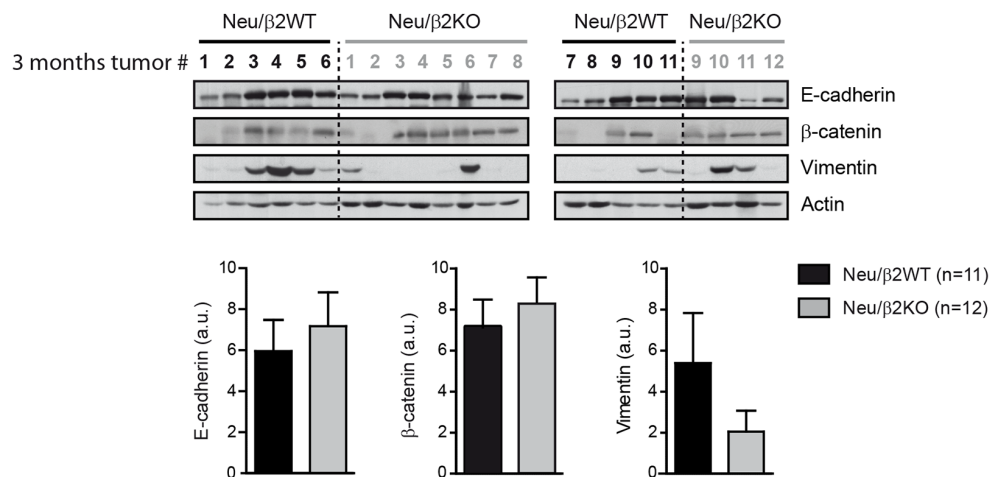 Neu/β2WT Neu/β2KO Neu/β2WT Neu/β2KO
3 months tumor # 1 2 3 4 5 6 1 2 3 4 5 6 7 8 7 8 9 10 11 9 10 11 12
E-cadherin
β-catenin
Vimentin
Actin
E-cadherin (a.u.)
10
8
6
4
2
0
β-catenin (a.u.)
10
8
6
4
2
0
Vimentin (a.u.)
10
8
6
4
2
0
Neu/β2WT (n=11)
Neu/β2KO (n=12)